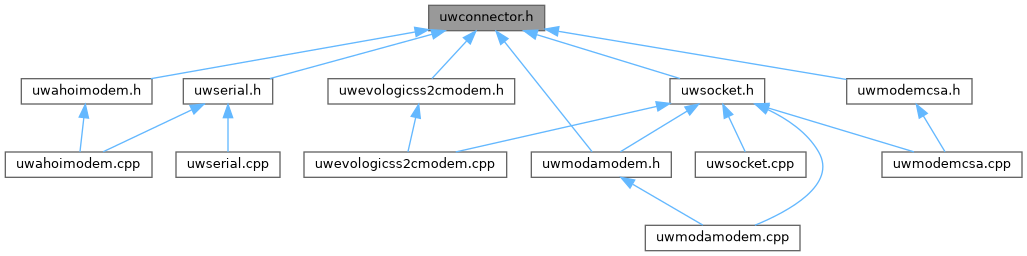 uwconnector.h
uwahoimodem.h
uwserial.h
uwevologicss2cmodem.h
uwsocket.h
uwmodemcsa.h
uwahoimodem.cpp
uwserial.cpp
uwevologicss2cmodem.cpp
uwmodamodem.h
uwsocket.cpp
uwmodemcsa.cpp
uwmodamodem.cpp